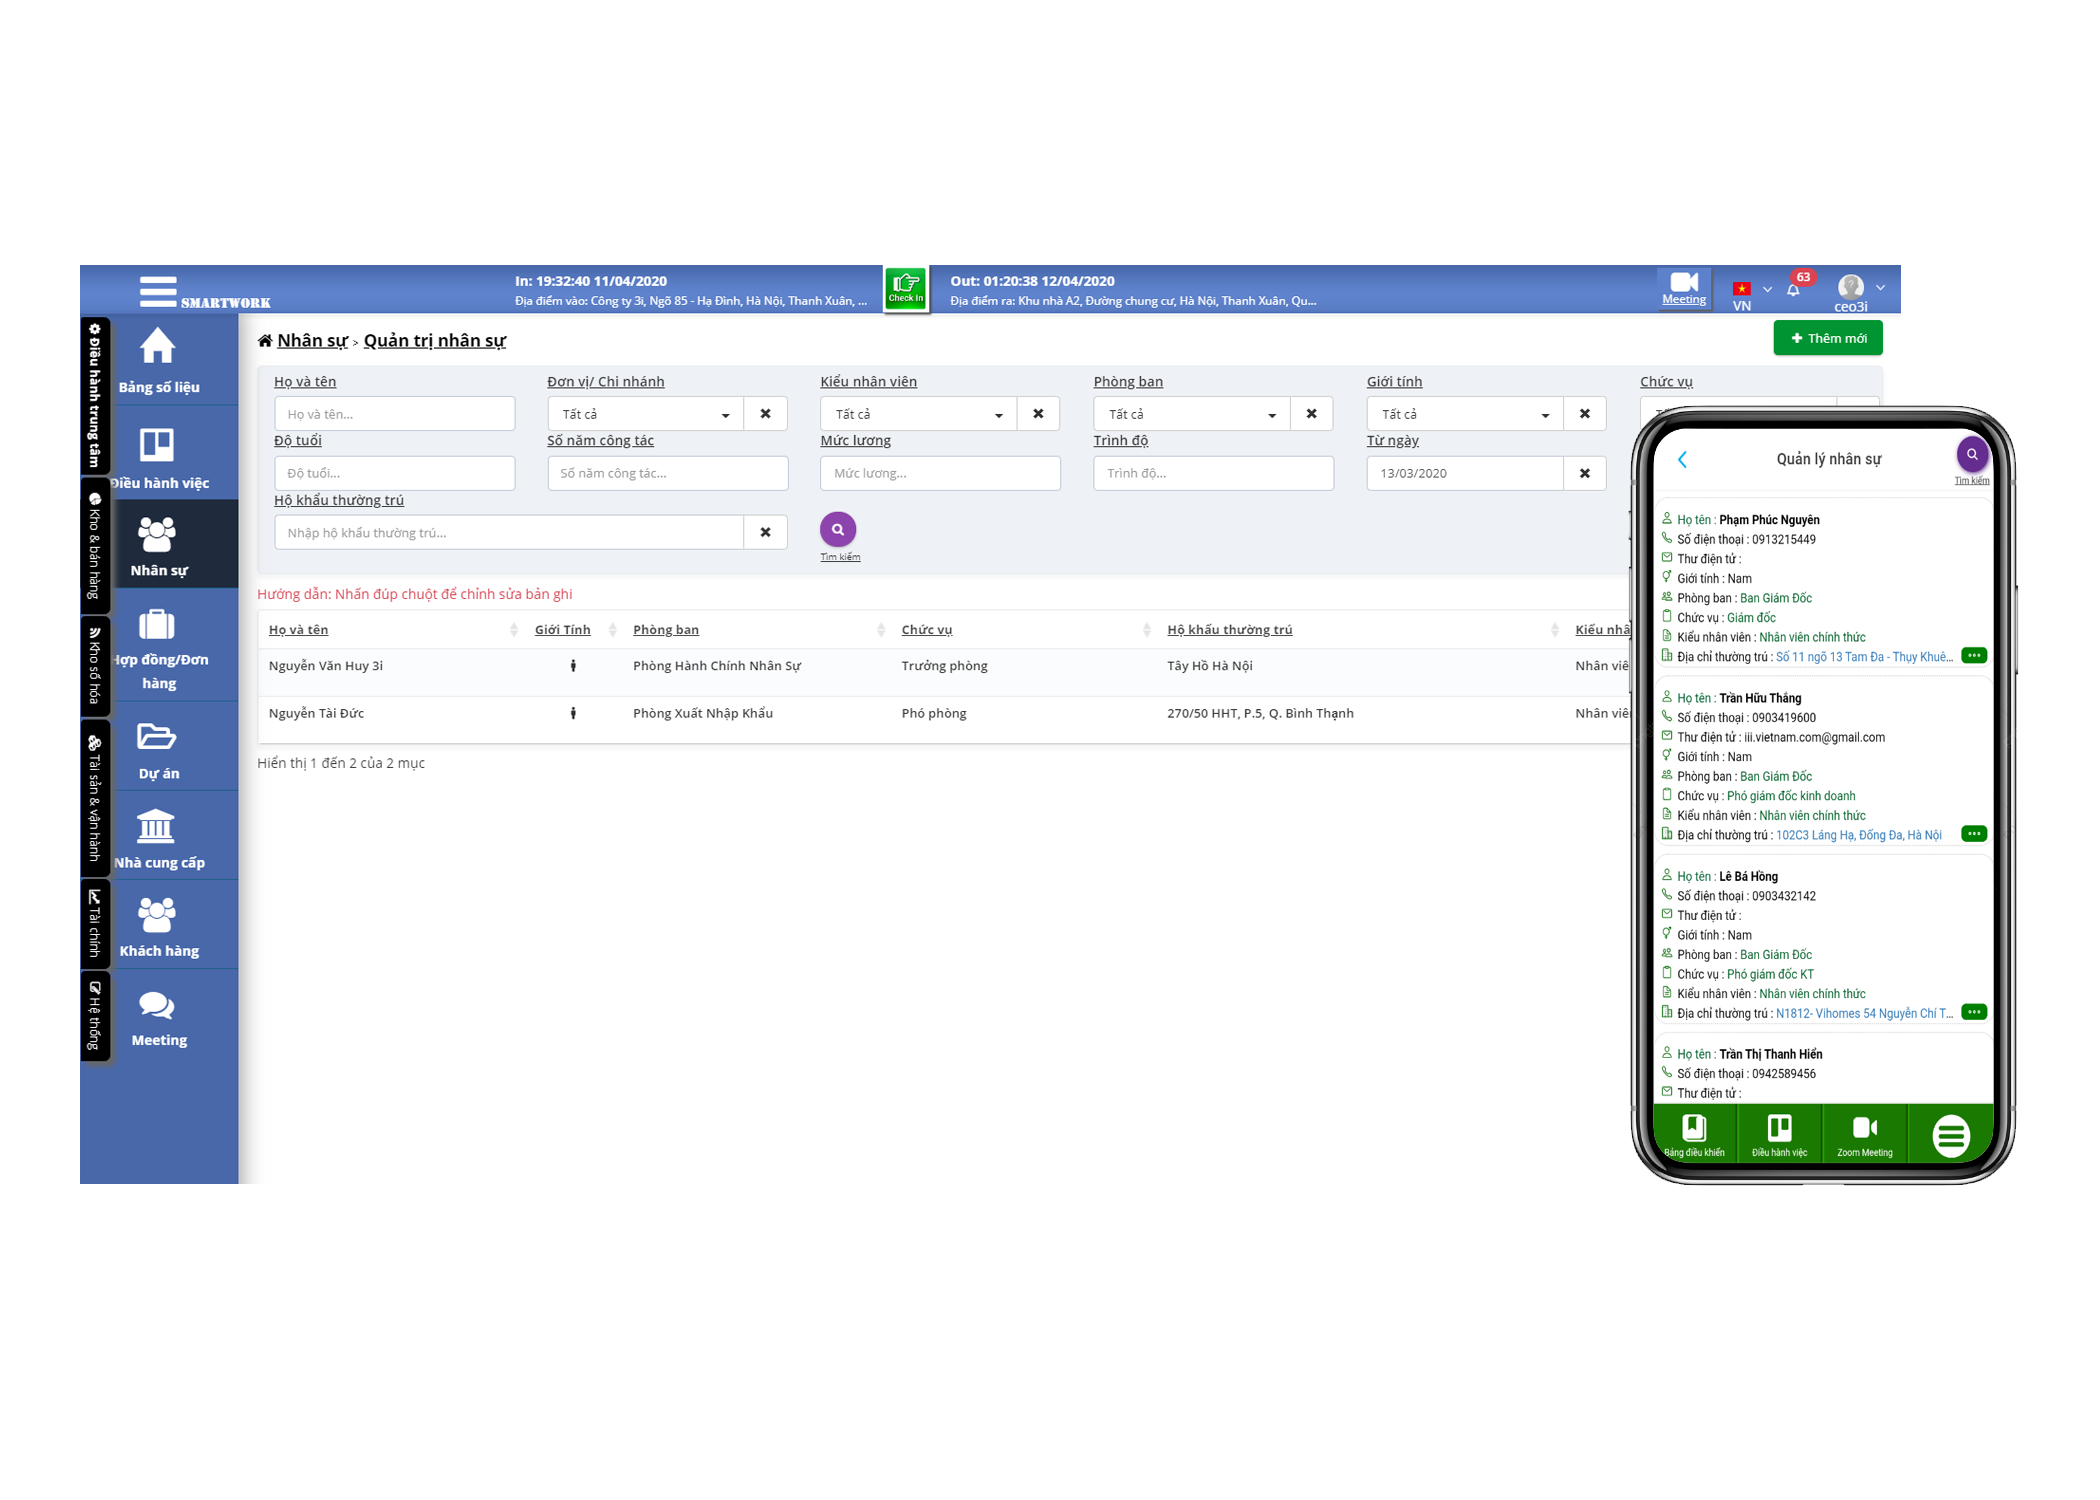 SMARTWORK
In: 19:32:40 11/04/2020
Địa điểm vào: Công ty 3i, Ngõ 85 - Hạ Đình, Hà Nội, Thanh Xuân, ...
Check In
Out: 01:20:38 12/04/2020
Địa điểm ra: Khu nhà A2, Đường chung cư, Hà Nội, Thanh Xuân, Qu...
Meeting
VN
63
ceo3i
Điều hành trung tâm
Kho & bán hàng
Kho số hóa
Tài sản & vận hành
Tài chính
Hệ thống
Bảng số liệu
Điều hành việc
Nhân sự
Hợp đồng/Đơn
hàng
Dự án
Nhà cung cấp
Khách hàng
Meeting
Nhân sự > Quản trị nhân sự
Thêm mới
Họ và tên Đơn vị/ Chi nhánh Kiểu nhân viên Phòng ban Giới tính Chức vụ
Họ và tên... Tất cả Tất cả Tất cả Tất cả
Độ tuổi Số năm công tác Mức lương Trình độ Từ ngày
Độ tuổi... Số năm công tác... Mức lương... Trình độ... 13/03/2020
Hộ khẩu thường trú
Nhập hộ khẩu thường trú...
Tìm kiếm
Hướng dẫn: Nhấn đúp chuột để chỉnh sửa bản ghi
Họ và tên Giới Tính Phòng ban Chức vụ Hộ khẩu thường trú Kiểu nhâ
Nguyễn Văn Huy 3i Phòng Hành Chính Nhân Sự Trưởng phòng Tây Hồ Hà Nội Nhân viê
Nguyễn Tài Đức Phòng Xuất Nhập Khẩu Phó phòng 270/50 HHT, P.5, Q. Bình Thạnh Nhân viê
Hiển thị 1 đến 2 của 2 mục
Quản lý nhân sự
Tìm kiếm
Họ tên : Phạm Phúc Nguyên
Số điện thoại : 0913215449
Thư điện tử :
Giới tính : Nam
Phòng ban : Ban Giám Đốc
Chức vụ : Giám đốc
Kiểu nhân viên : Nhân viên chính thức
Địa chỉ thường trú : Số 11 ngõ 13 Tam Đa - Thụy Khuê...
Họ tên : Trần Hữu Thắng
Số điện thoại : 0903419600
Thư điện tử : iii.vietnam.com@gmail.com
Giới tính : Nam
Phòng ban : Ban Giám Đốc
Chức vụ : Phó giám đốc kinh doanh
Kiểu nhân viên : Nhân viên chính thức
Địa chỉ thường trú : 102C3 Láng Hạ, Đống Đa, Hà Nội
Họ tên : Lê Bá Hồng
Số điện thoại : 0903432142
Thư điện tử :
Giới tính : Nam
Phòng ban : Ban Giám Đốc
Chức vụ : Phó giám đốc KT
Kiểu nhân viên : Nhân viên chính thức
Địa chỉ thường trú : N1812- Vihomes 54 Nguyễn Chí T...
Họ tên : Trần Thị Thanh Hiển
Số điện thoại : 0942589456
Thư điện tử :
Bảng điều khiển
Điều hành việc
Zoom Meeting